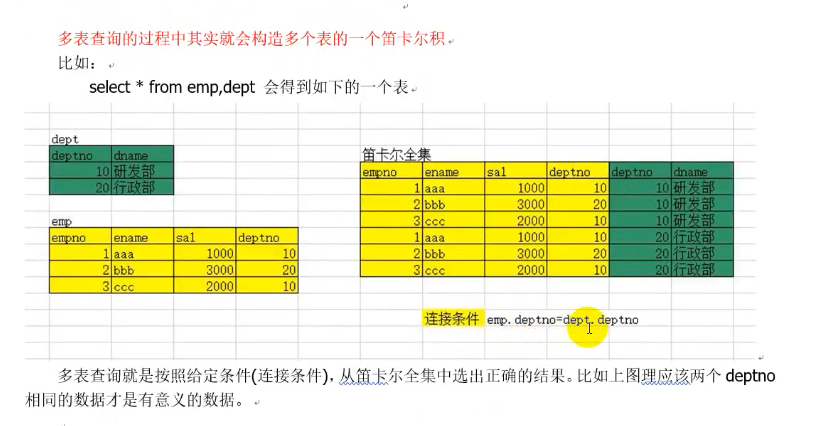 多表查询的过程中其实就会构造多个表的一个笛卡尔积
比如：
select * from emp,dept 会得到如下的一个表
dept
deptno dname
10 研发部
20 行政部
emp
empno ename sal deptno
1 aaa 1000 10
2 bbb 3000 20
3 ccc 2000 10
笛卡尔全集
empno ename sal deptno deptno dname
1 aaa 1000 10 10 研发部
2 bbb 3000 20 10 研发部
3 ccc 2000 10 10 研发部
1 aaa 1000 10 20 行政部
2 bbb 3000 20 20 行政部
3 ccc 2000 10 20 行政部
连接条件 emp.deptno=dept.deptno
多表查询就是按照给定条件(连接条件)，从笛卡尔全集中选出正确的结果。比如上图理应该两个 deptno
相同的数据才是有意义的数据。